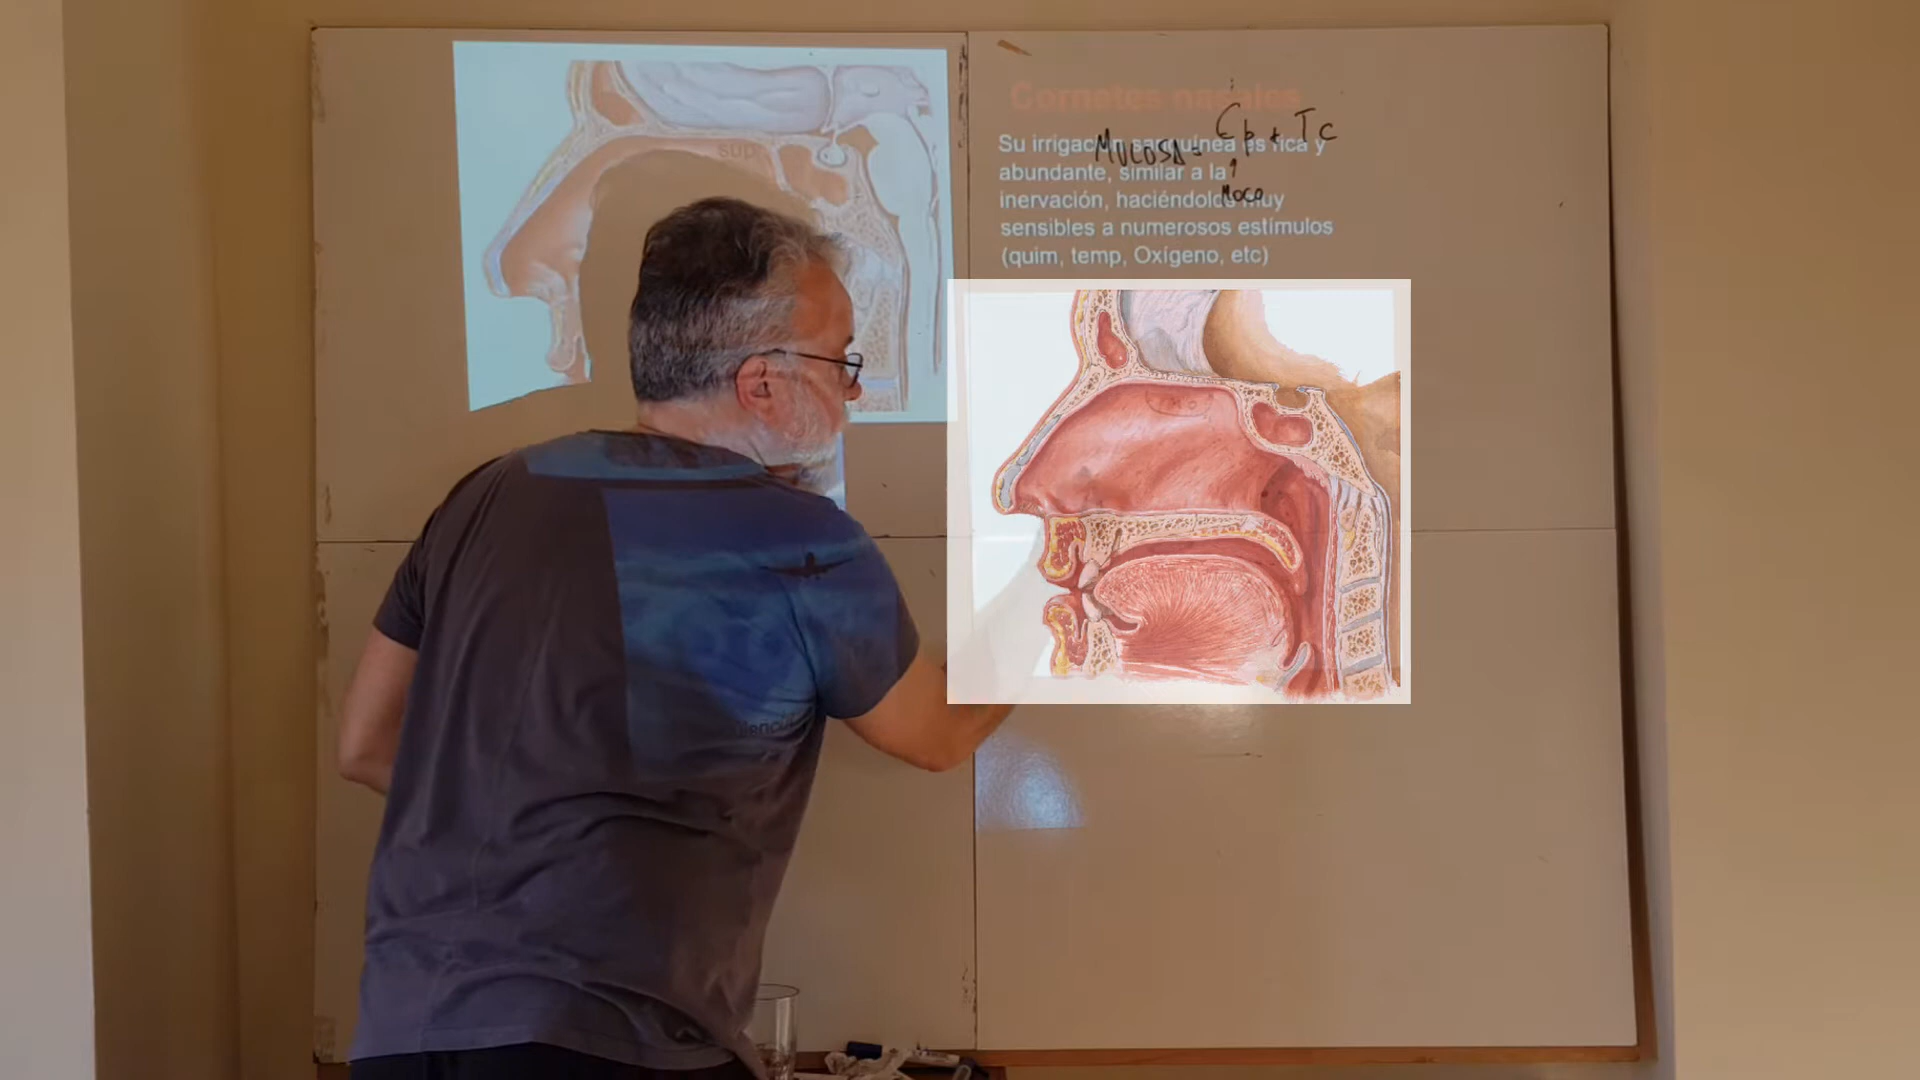 sup
Cornetes nasales
MUCOSA = Ep + Tc
Moco
Su irrigación sanguínea es rica y
abundante, similar a la
inervación, haciéndolos muy
sensibles a numerosos estímulos
(quim, temp, Oxígeno, etc)